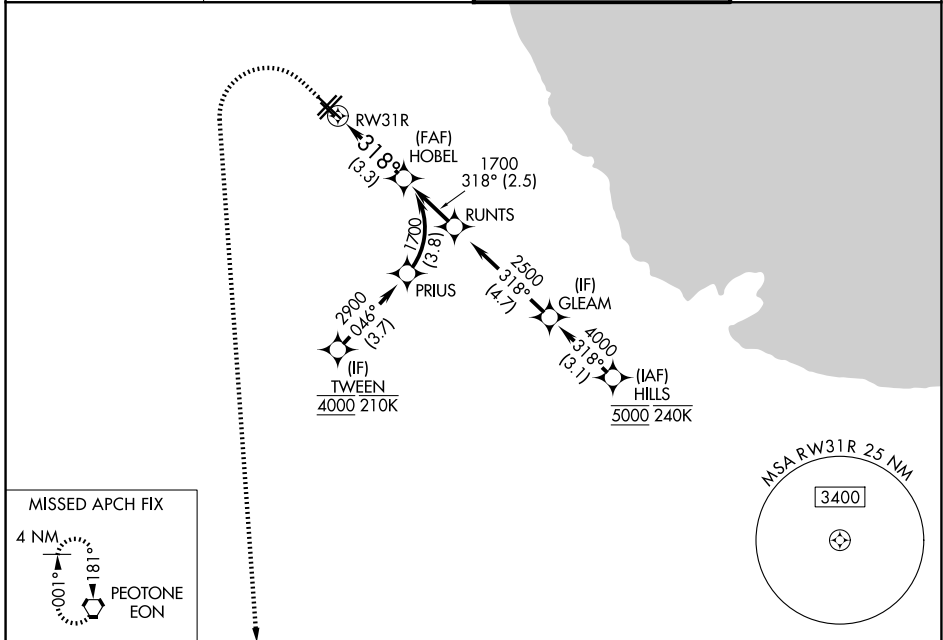 RW31R
318°
(3.3)
(FAF)
HOBEL
1700
318° (2.5)
RUNTS
1700
(3.8)
PRIUS
2500
318°
(4.7)
(IF)
GLEAM
2900
046°
(3.7)
(IF)
TWEEN
4000 210K
4000
318°
(3.1)
(IAF)
HILLS
5000 240K
MSA RW31R 25 NM
3400
MISSED APCH FIX
4 NM
001°
181°
PEOTONE
EON